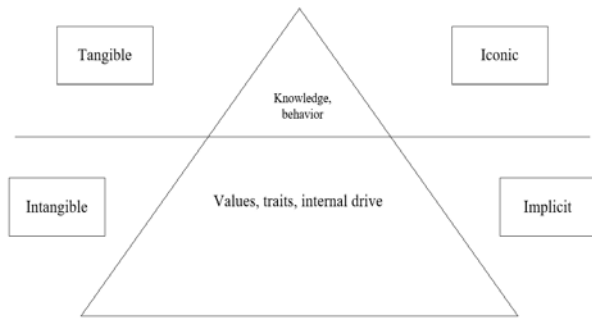 Tangible
Iconic
Knowledge,
behavior
Intangible
Values, traits, internal drive
Implicit